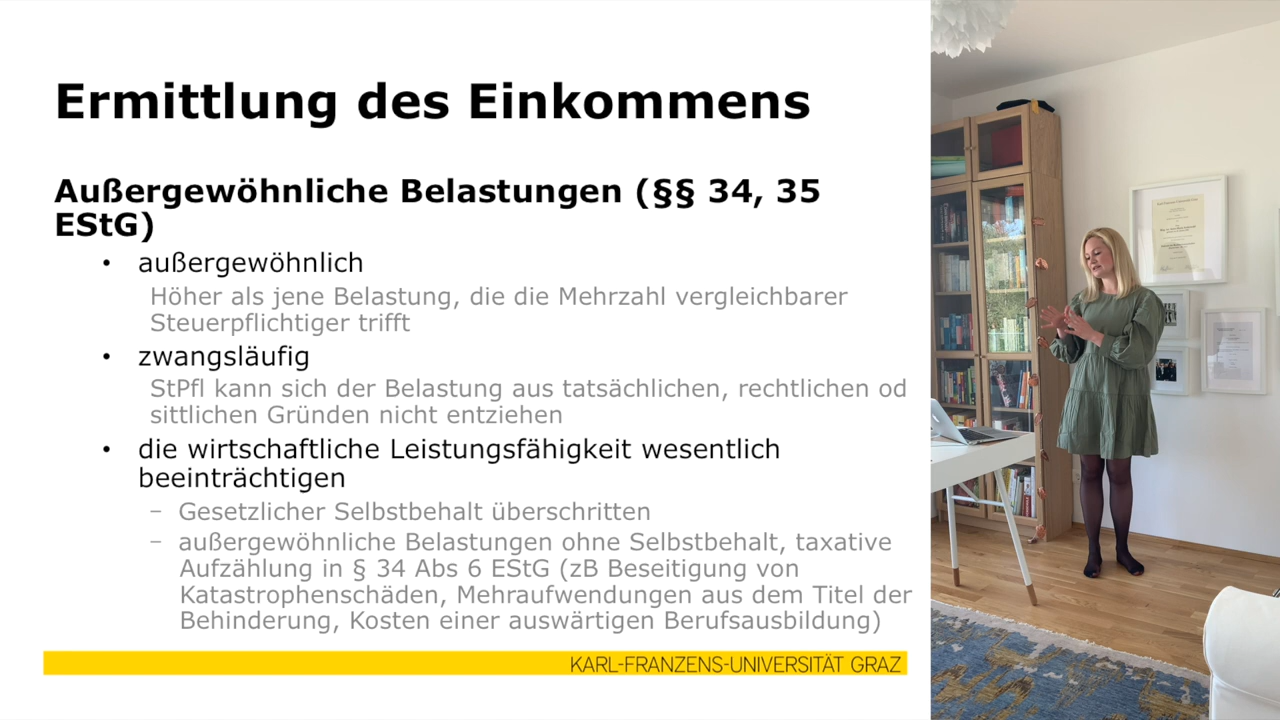 Ermittlung des Einkommens
Außergewöhnliche Belastungen (§§ 34, 35
EStG)
• außergewöhnlich
Höher als jene Belastung, die die Mehrzahl vergleichbarer
Steuerpflichtiger trifft
• zwangsläufig
StPfl kann sich der Belastung aus tatsächlichen, rechtlichen od
sittlichen Gründen nicht entziehen
• die wirtschaftliche Leistungsfähigkeit wesentlich
beeinträchtigen
– Gesetzlicher Selbstbehalt überschritten
– außergewöhnliche Belastungen ohne Selbstbehalt, taxative
Aufzählung in § 34 Abs 6 EStG (zB Beseitigung von
Katastrophenschäden, Mehraufwendungen aus dem Titel der
Behinderung, Kosten einer auswärtigen Berufsausbildung)
KARL-FRANZENS-UNIVERSITÄT GRAZ